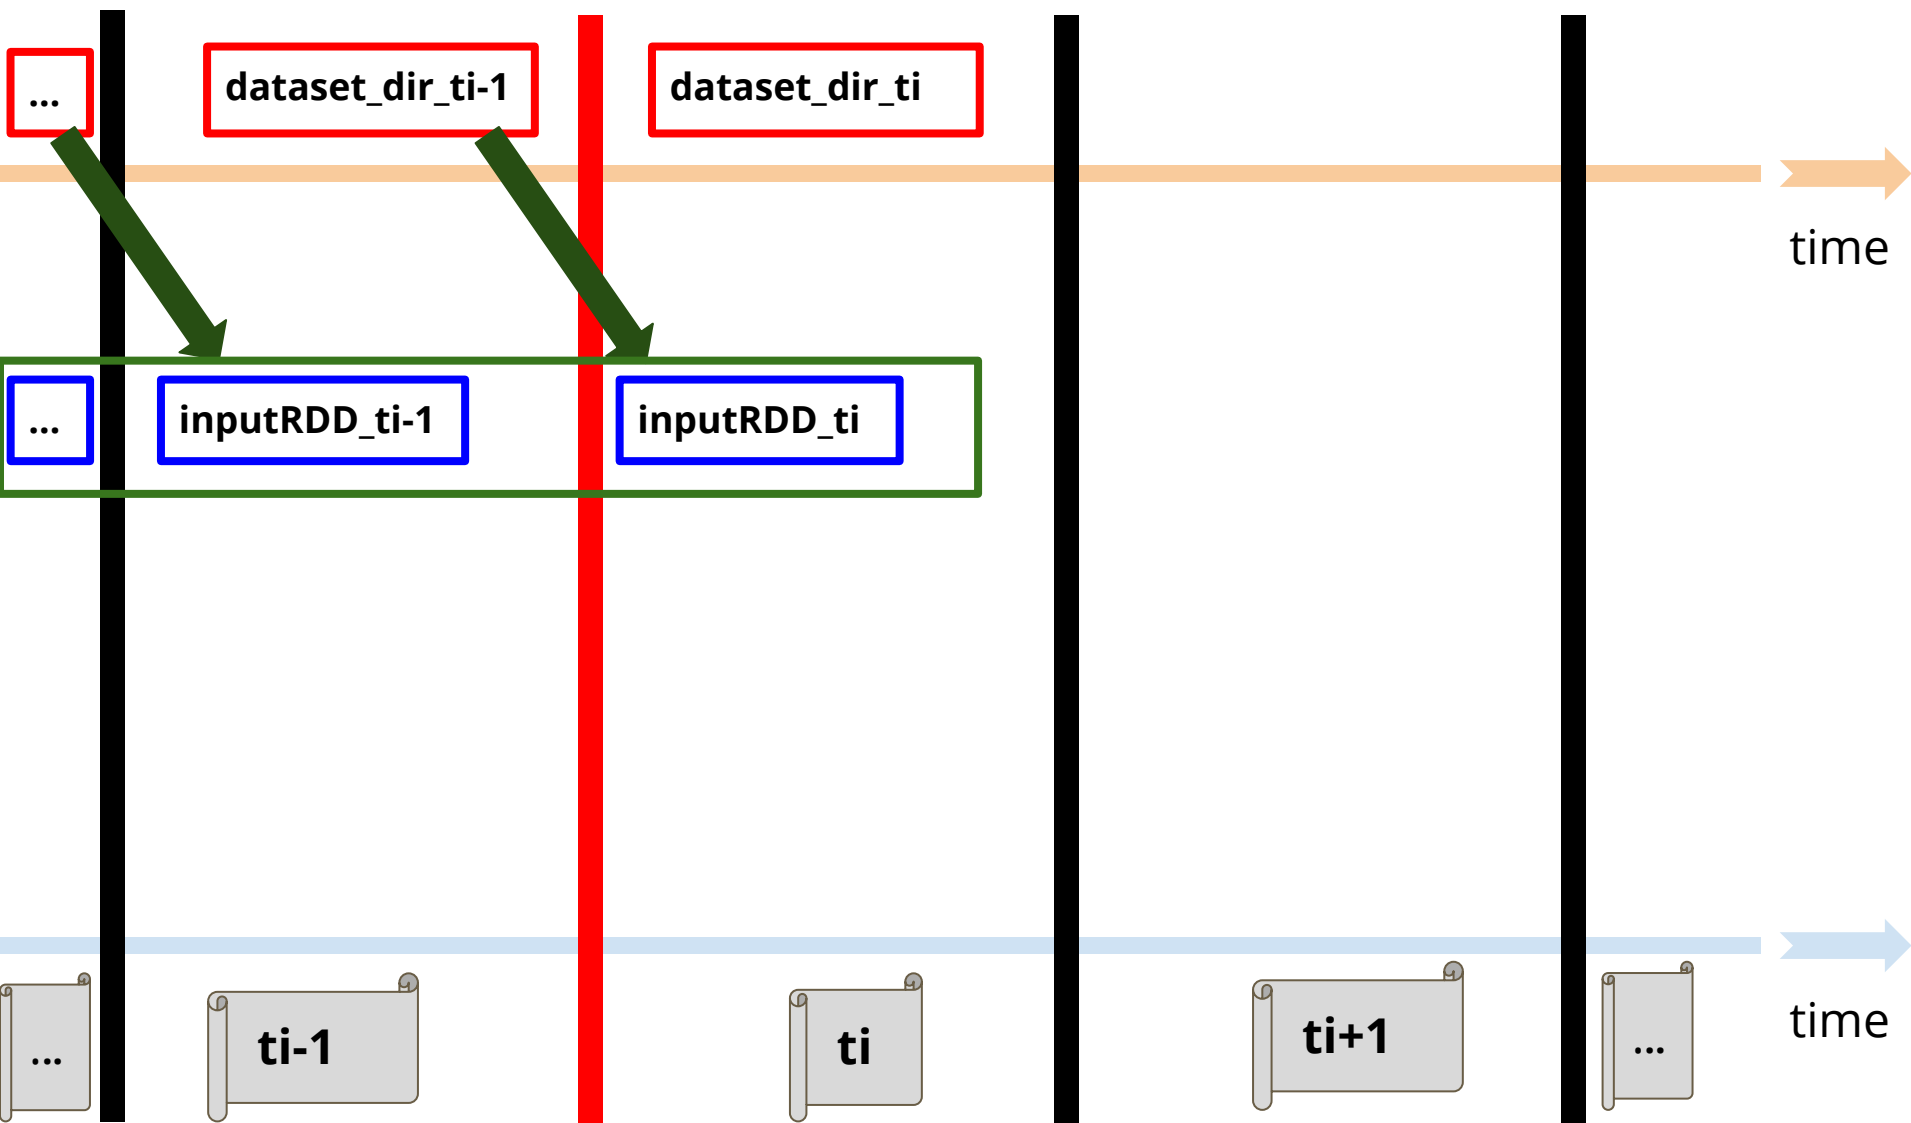 ...
dataset_dir_ti-1
dataset_dir_ti
time
...
inputRDD_ti-1
inputRDD_ti
...
ti-1
ti
ti+1
...
time